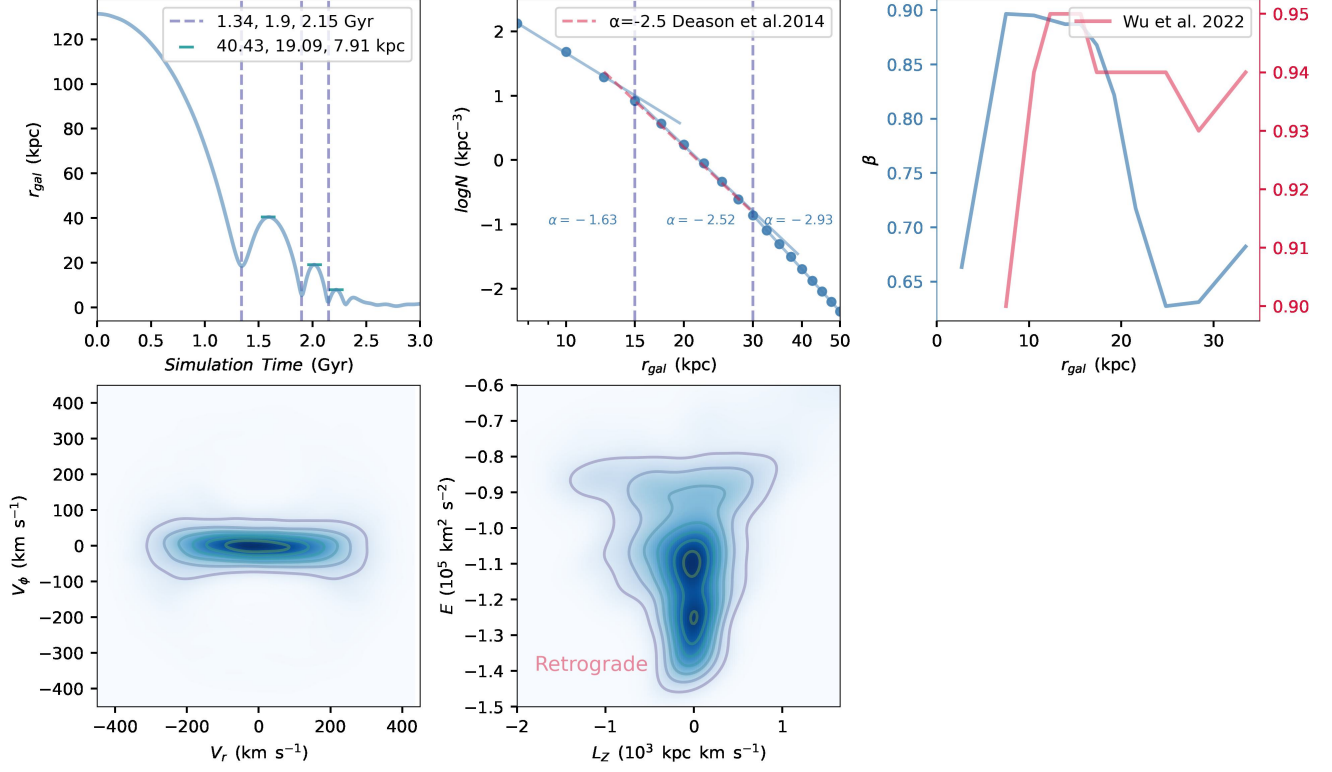 1.34, 1.9, 2.15 Gyr
40.43, 19.09, 7.91 kpc
120
100
80
60
40
20
0
r_gal (kpc)
0.0 0.5 1.0 1.5 2.0 2.5 3.0
Simulation Time (Gyr)
α=-2.5 Deason et al.2014
2
1
0
−1
−2
logN (kpc⁻³)
α = −1.63
α = −2.52
α = −2.93
10 15 20 30 40 50
r_gal (kpc)
Wu et al. 2022
0.90
0.85
0.80
0.75
0.70
0.65
β
0.95
0.94
0.93
0.92
0.91
0.90
0 10 20 30
r_gal (kpc)
400
300
200
100
0
−100
−200
−300
−400
V_ϕ (km s⁻¹)
−400 −200 0 200 400
V_r (km s⁻¹)
−0.6
−0.7
−0.8
−0.9
−1.0
−1.1
−1.2
−1.3
−1.4
−1.5
E (10⁵ km² s⁻²)
Retrograde
−2 −1 0 1
L_Z (10³ kpc km s⁻¹)